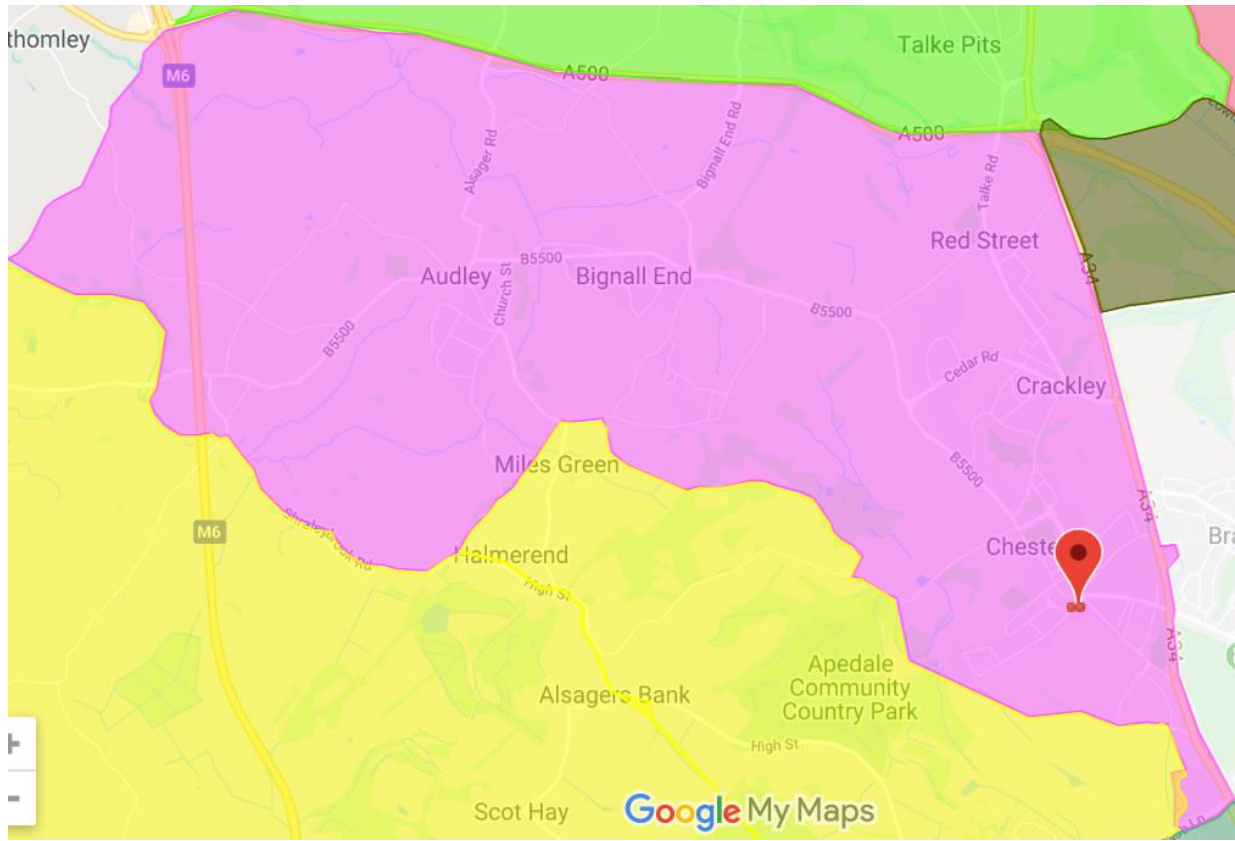 thomley
M6
Talke Pits
A500
A500
Alsager Rd
Bignall End Rd
Talke Rd
Red Street
A34
Audley
B5500
Church St
Bignall End
B5500
B5500
Cedar Rd
Crackley
Miles Green
B5500
A34
M6
Shraleybrook Rd
Halmerend
Cheste
Bra
High St
A34
Apedale
Community
Country Park
Alsagers Bank
High St
+
−
Scot Hay
Google My Maps